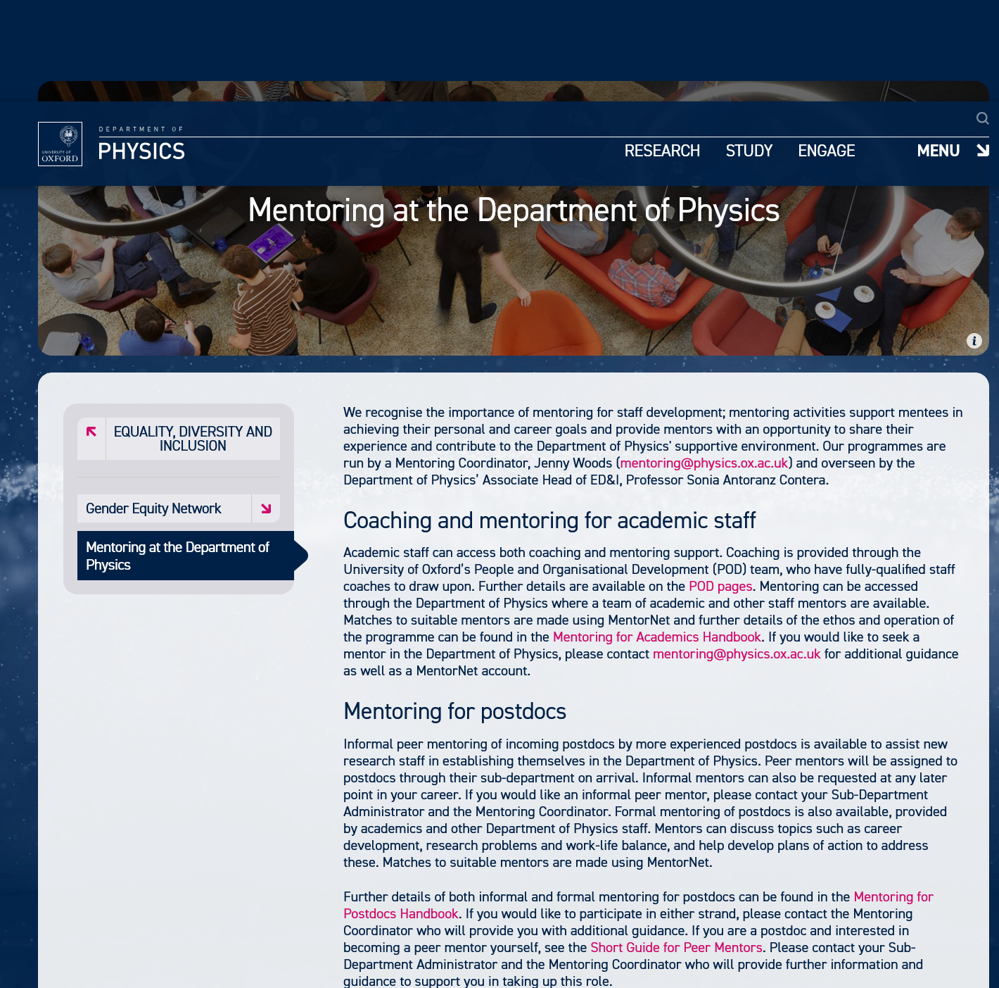 DEPARTMENT OF
UNIVERSITY OF
OXFORD
PHYSICS
RESEARCH
STUDY
ENGAGE
MENU
Mentoring at the Department of Physics
i
EQUALITY, DIVERSITY AND
INCLUSION
Gender Equity Network
Mentoring at the Department of
Physics
We recognise the importance of mentoring for staff development; mentoring activities support mentees in
achieving their personal and career goals and provide mentors with an opportunity to share their
experience and contribute to the Department of Physics' supportive environment. Our programmes are
run by a Mentoring Coordinator, Jenny Woods (mentoring@physics.ox.ac.uk) and overseen by the
Department of Physics’ Associate Head of ED&I, Professor Sonia Antoranz Contera.
Coaching and mentoring for academic staff
Academic staff can access both coaching and mentoring support. Coaching is provided through the
University of Oxford’s People and Organisational Development (POD) team, who have fully-qualified staff
coaches to draw upon. Further details are available on the POD pages. Mentoring can be accessed
through the Department of Physics where a team of academic and other staff mentors are available.
Matches to suitable mentors are made using MentorNet and further details of the ethos and operation of
the programme can be found in the Mentoring for Academics Handbook. If you would like to seek a
mentor in the Department of Physics, please contact mentoring@physics.ox.ac.uk for additional guidance
as well as a MentorNet account.
Mentoring for postdocs
Informal peer mentoring of incoming postdocs by more experienced postdocs is available to assist new
research staff in establishing themselves in the Department of Physics. Peer mentors will be assigned to
postdocs through their sub-department on arrival. Informal mentors can also be requested at any later
point in your career. If you would like an informal peer mentor, please contact your Sub-Department
Administrator and the Mentoring Coordinator. Formal mentoring of postdocs is also available, provided
by academics and other Department of Physics staff. Mentors can discuss topics such as career
development, research problems and work-life balance, and help develop plans of action to address
these. Matches to suitable mentors are made using MentorNet.
Further details of both informal and formal mentoring for postdocs can be found in the Mentoring for
Postdocs Handbook. If you would like to participate in either strand, please contact the Mentoring
Coordinator who will provide you with additional guidance. If you are a postdoc and interested in
becoming a peer mentor yourself, see the Short Guide for Peer Mentors. Please contact your Sub-
Department Administrator and the Mentoring Coordinator who will provide further information and
guidance to support you in taking up this role.